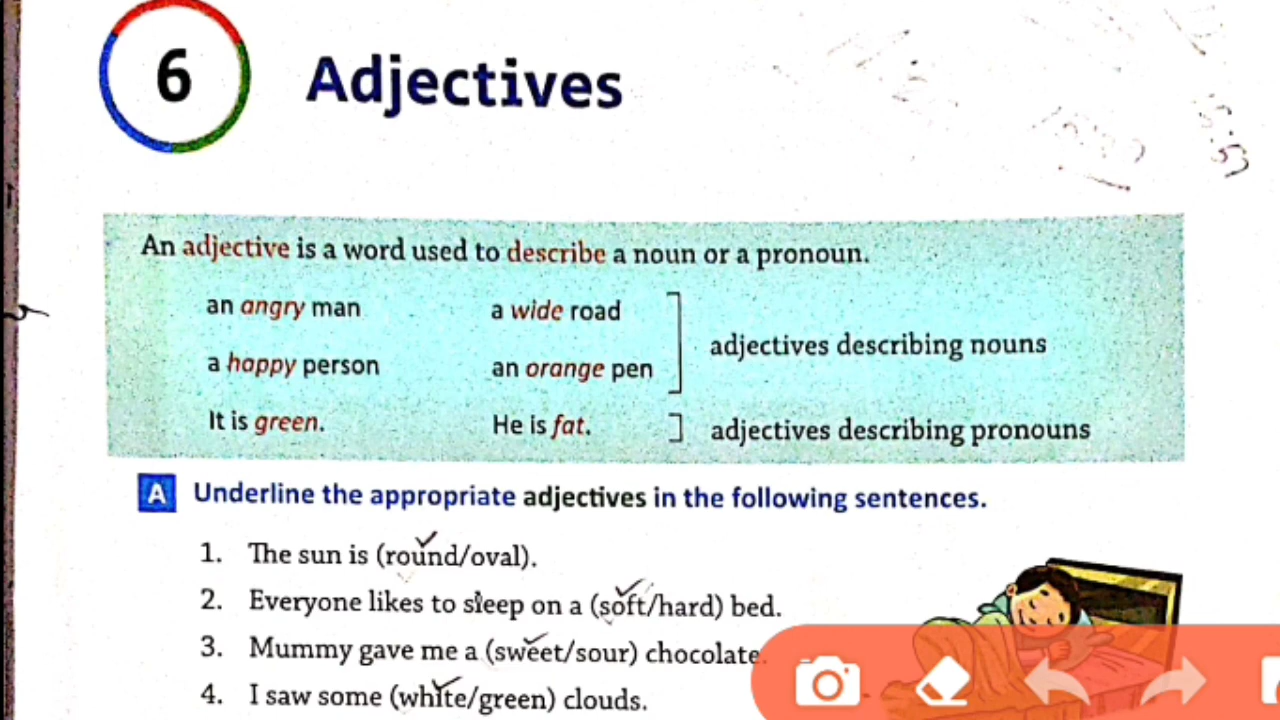 6
Adjectives
An adjective is a word used to describe a noun or a pronoun.
an angry man a wide road
a happy person an orange pen
adjectives describing nouns
It is green. He is fat. adjectives describing pronouns
A Underline the appropriate adjectives in the following sentences.
1. The sun is (round/oval).
2. Everyone likes to sleep on a (soft/hard) bed.
3. Mummy gave me a (sweet/sour) chocolate.
4. I saw some (white/green) clouds.